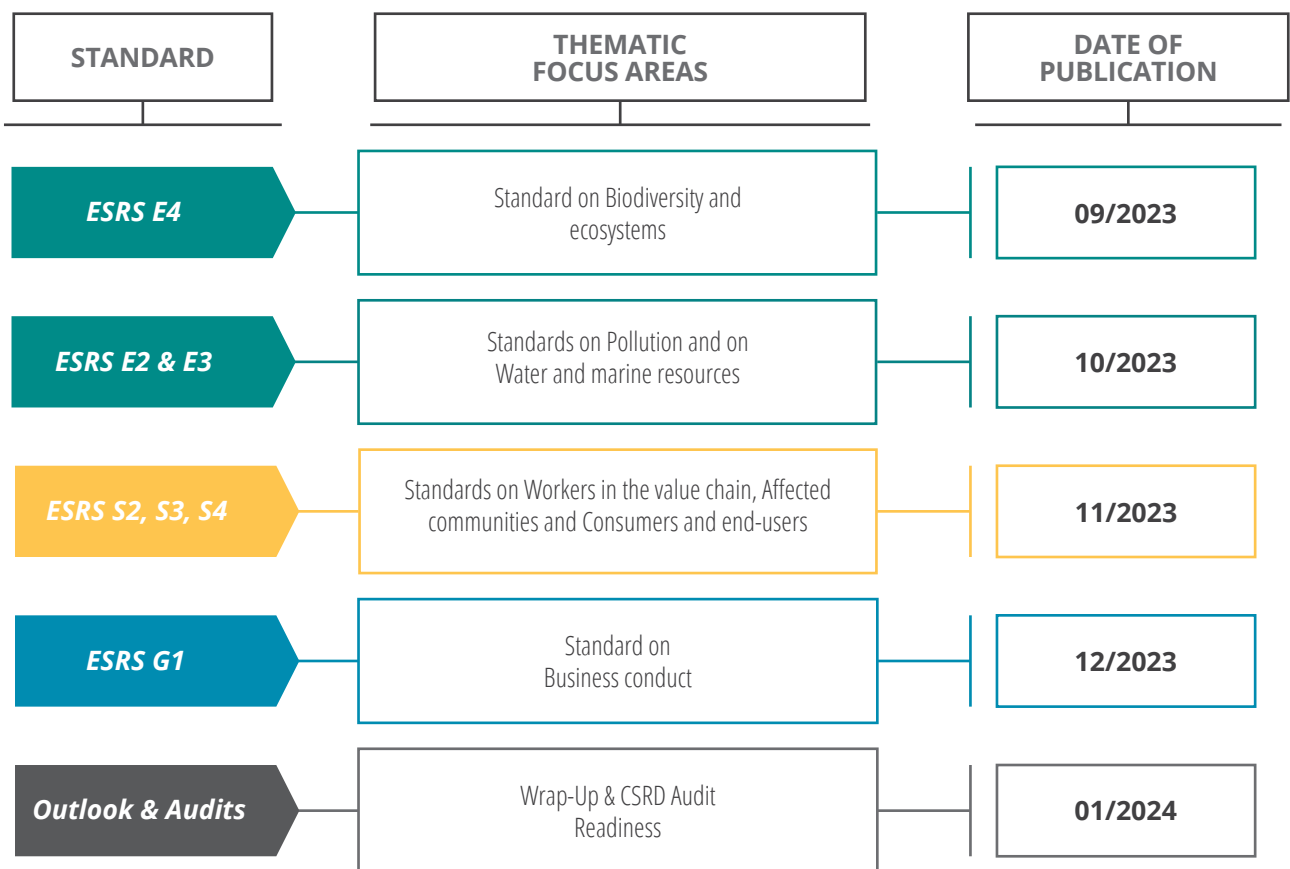 STANDARD
THEMATIC
FOCUS AREAS
DATE OF
PUBLICATION
ESRS E4
Standard on Biodiversity and
ecosystems
09/2023
ESRS E2 & E3
Standards on Pollution and on
Water and marine resources
10/2023
ESRS S2, S3, S4
Standards on Workers in the value chain, Affected
communities and Consumers and end-users
11/2023
ESRS G1
Standard on
Business conduct
12/2023
Outlook & Audits
Wrap-Up & CSRD Audit
Readiness
01/2024